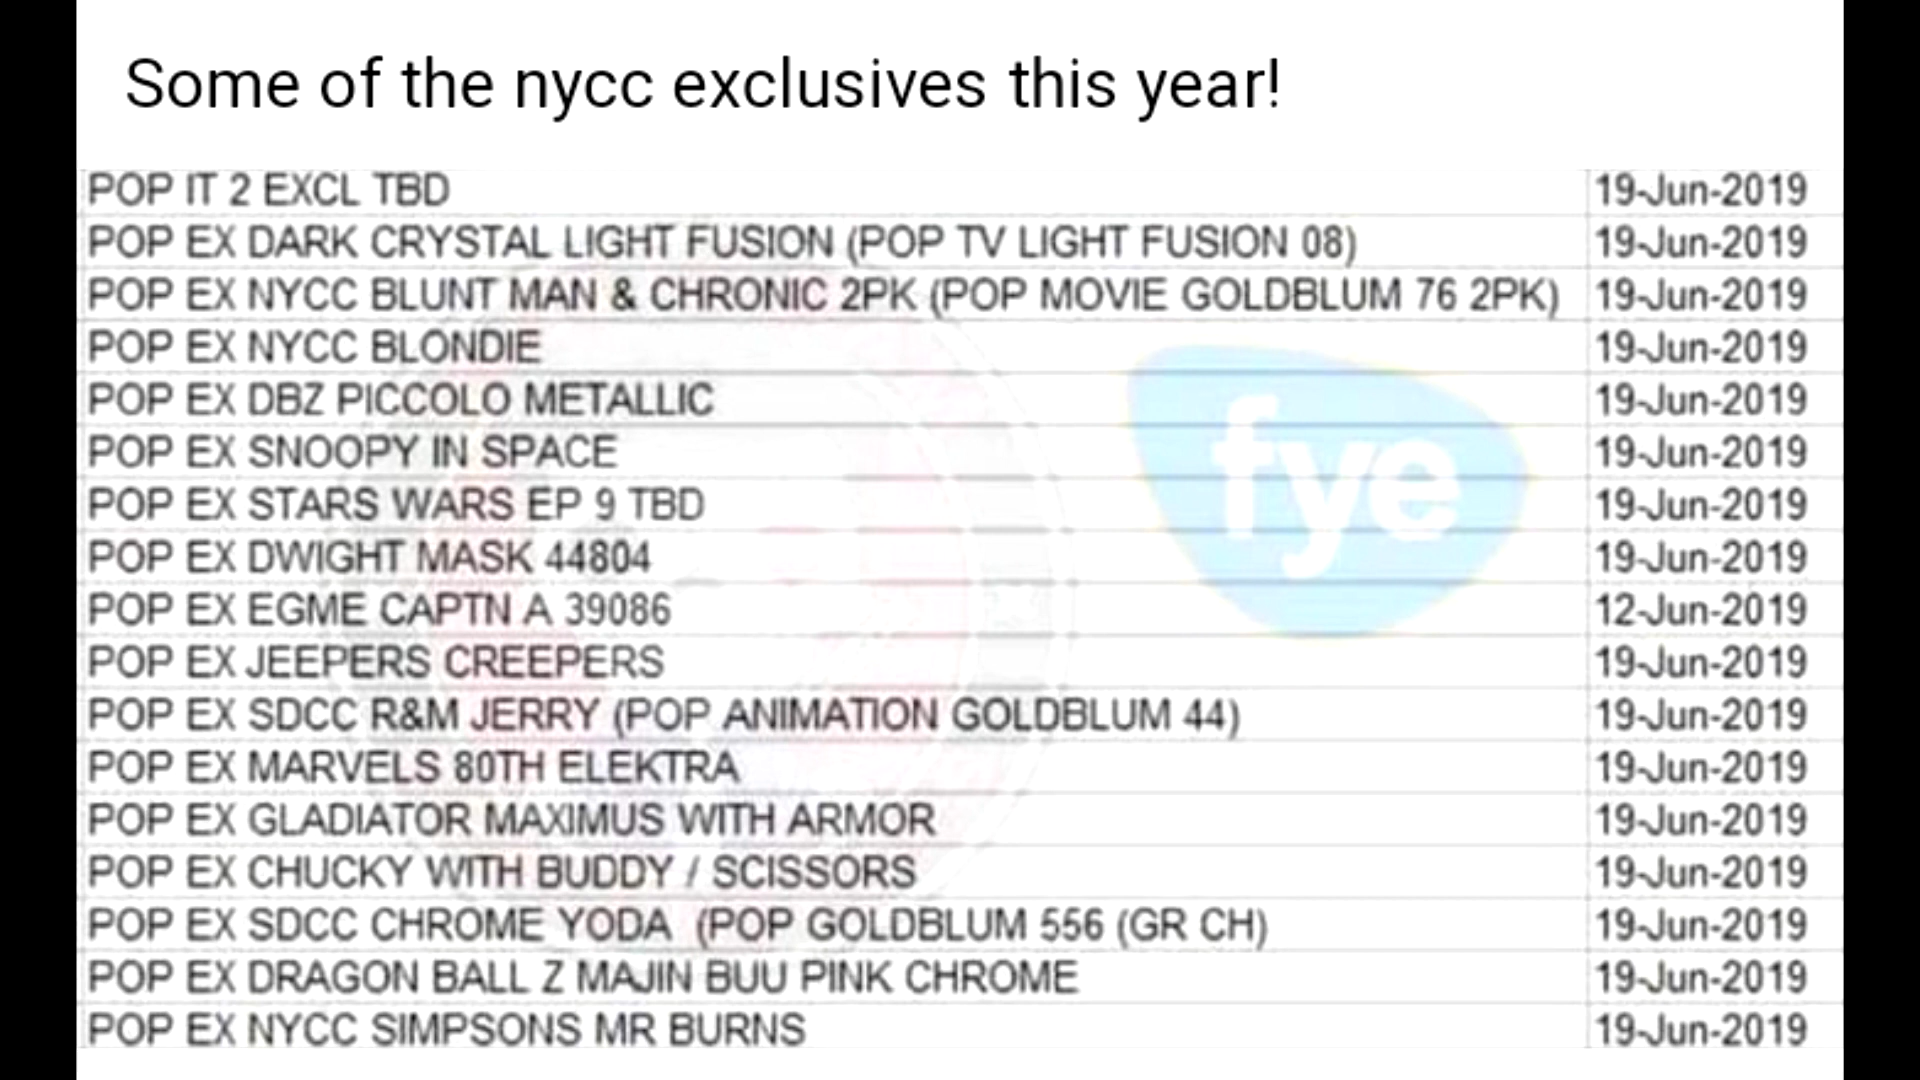 Some of the nycc exclusives this year!
POP IT 2 EXCL TBD 19-Jun-2019
POP EX DARK CRYSTAL LIGHT FUSION (POP TV LIGHT FUSION 08) 19-Jun-2019
POP EX NYCC BLUNT MAN & CHRONIC 2PK (POP MOVIE GOLDBLUM 76 2PK) 19-Jun-2019
POP EX NYCC BLONDIE 19-Jun-2019
POP EX DBZ PICCOLO METALLIC 19-Jun-2019
POP EX SNOOPY IN SPACE 19-Jun-2019
POP EX STARS WARS EP 9 TBD 19-Jun-2019
fye
POP EX DWIGHT MASK 44804 19-Jun-2019
POP EX EGME CAPTN A 39086 12-Jun-2019
POP EX JEEPERS CREEPERS 19-Jun-2019
POP EX SDCC R&M JERRY (POP ANIMATION GOLDBLUM 44) 19-Jun-2019
POP EX MARVELS 80TH ELEKTRA 19-Jun-2019
POP EX GLADIATOR MAXIMUS WITH ARMOR 19-Jun-2019
POP EX CHUCKY WITH BUDDY / SCISSORS 19-Jun-2019
POP EX SDCC CHROME YODA (POP GOLDBLUM 556 (GR CH) 19-Jun-2019
POP EX DRAGON BALL Z MAJIN BUU PINK CHROME 19-Jun-2019
POP EX NYCC SIMPSONS MR BURNS 19-Jun-2019